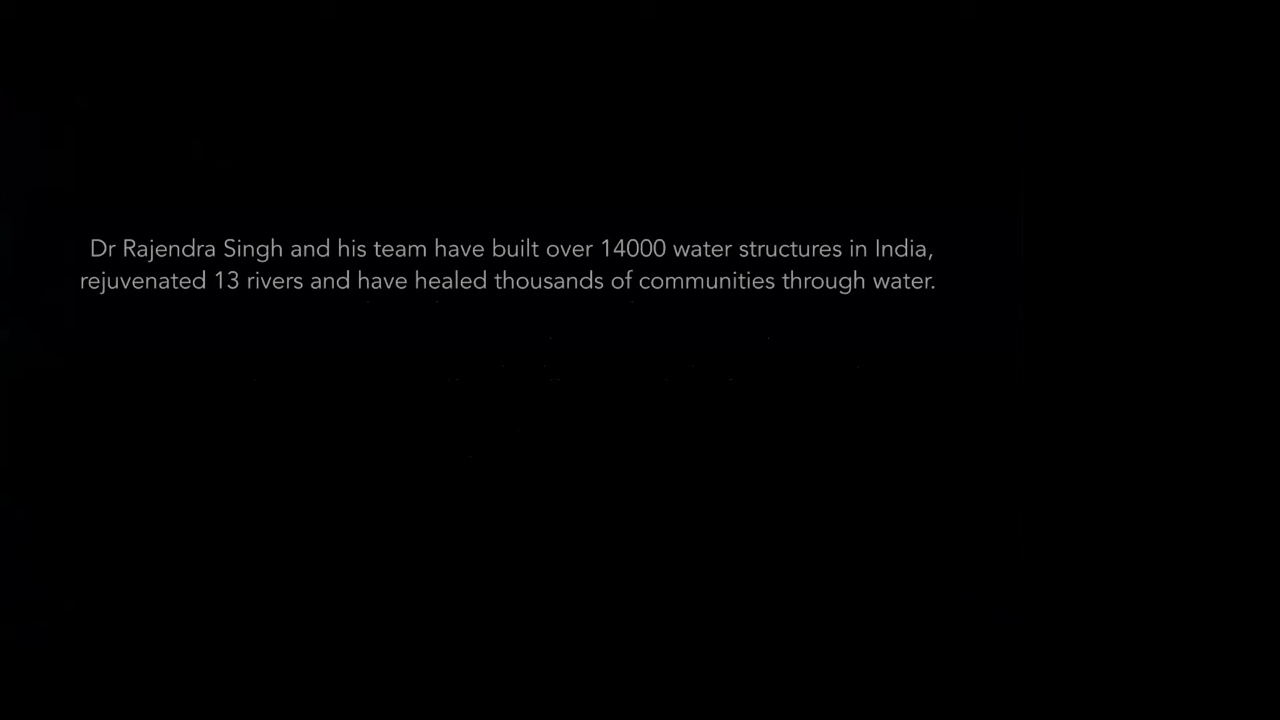 Dr Rajendra Singh and his team have built over 14000 water structures in India,
rejuvenated 13 rivers and have healed thousands of communities through water.